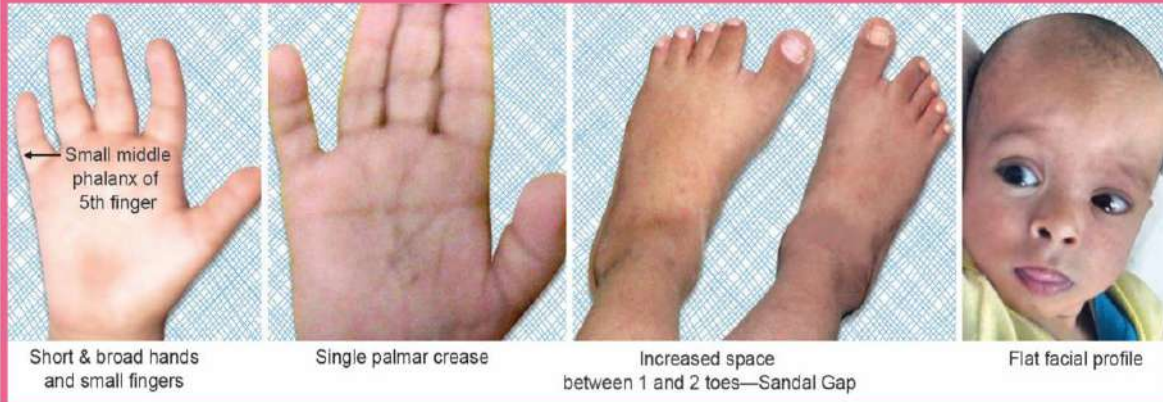 Small middle
phalanx of
5th finger
Short & broad hands
and small fingers
Single palmar crease
Increased space
between 1 and 2 toes—Sandal Gap
Flat facial profile